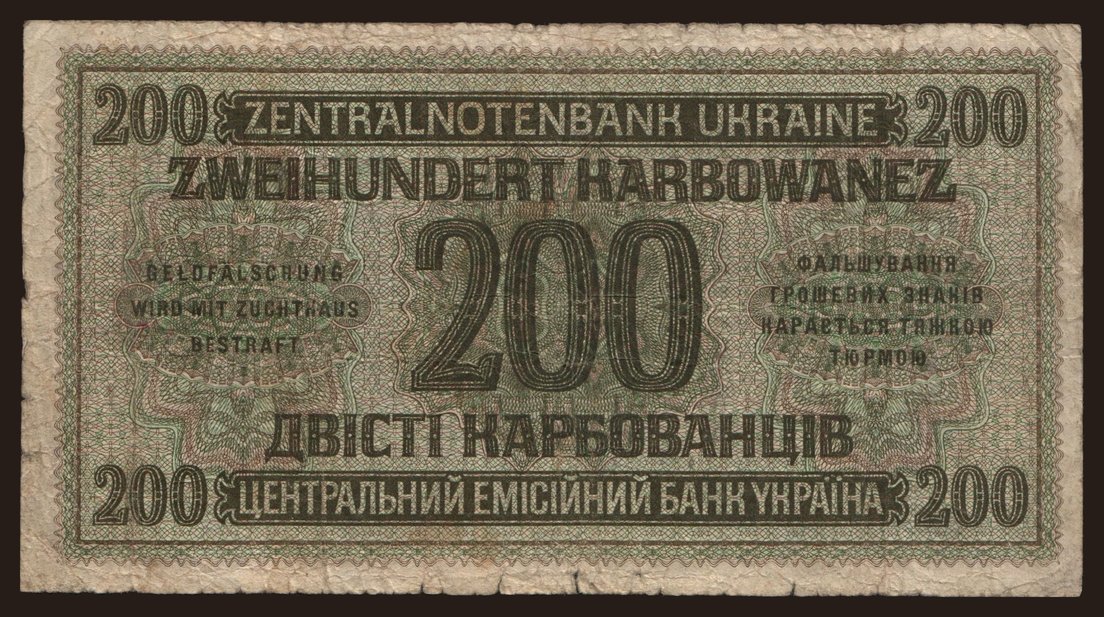 200 ZENTRALNOTENBANK UKRAINE 200
ZWEIHUNDERT KARBOWANEZ
200
GELDFÄLSCHUNG
WIRD MIT ZUCHTHAUS
BESTRAFT
ФАЛЬШУВАННЯ
ГРОШЕВИХ ЗНАКІВ
КАРАЄТЬСЯ ТЯЖКОЮ
ТЮРМОЮ
ДВІСТІ КАРБОВАНЦІВ
200 ЦЕНТРАЛЬНИЙ ЕМІСІЙНИЙ БАНК УКРАЇНА 200